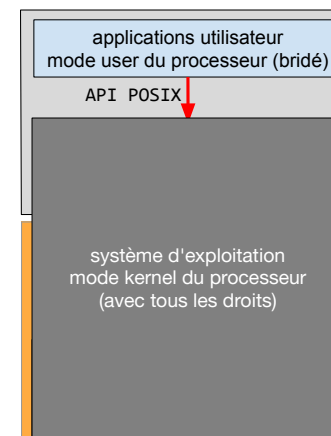 applications utilisateur
mode user du processeur (bridé)
API POSIX
système d'exploitation
mode kernel du processeur
(avec tous les droits)